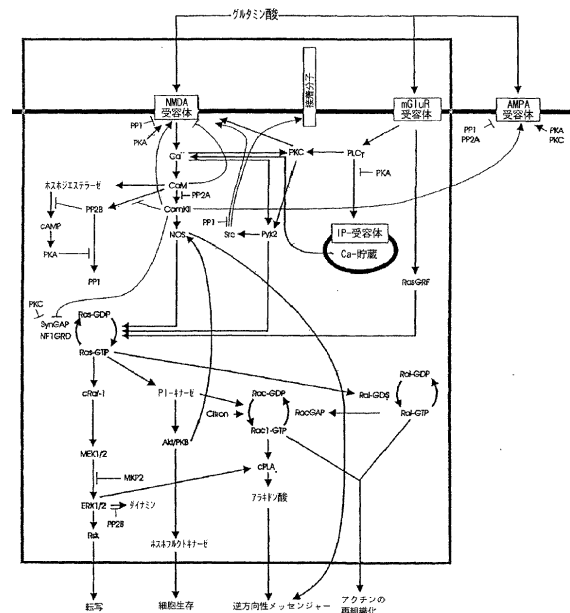 グルタミン酸
NMDA
受容体
接着分子
mGluR
受容体
AMPA
受容体
PP1
PKA
PP1
PP2A
PKA
PKC
Ca++
PKC
PLCγ
PKA
ホスホジエステラーゼ
CaM
PP2A
PP2B
CamKII
cAMP
NOS
PP1
Src
Pyk2
IP-受容体
Ca-貯蔵
PKA
PP1
RasGRF
PKC
SynGAP
NF1GRD
Ras-GDP
Ras-GTP
cRaf-1
P1-キナーゼ
Rac-GDP
Citron
Rac1-GTP
RacGAP
Ral-GDS
Ral-GDP
Ral-GTP
MEK1/2
Akt/PKB
MKP2
cPLA
ERK1/2
ダイナミン
PP2B
アラキドン酸
Rsk
ホスホフルクトキナーゼ
転写
細胞生存
逆方向性メッセンジャー
アクチンの
再組織化